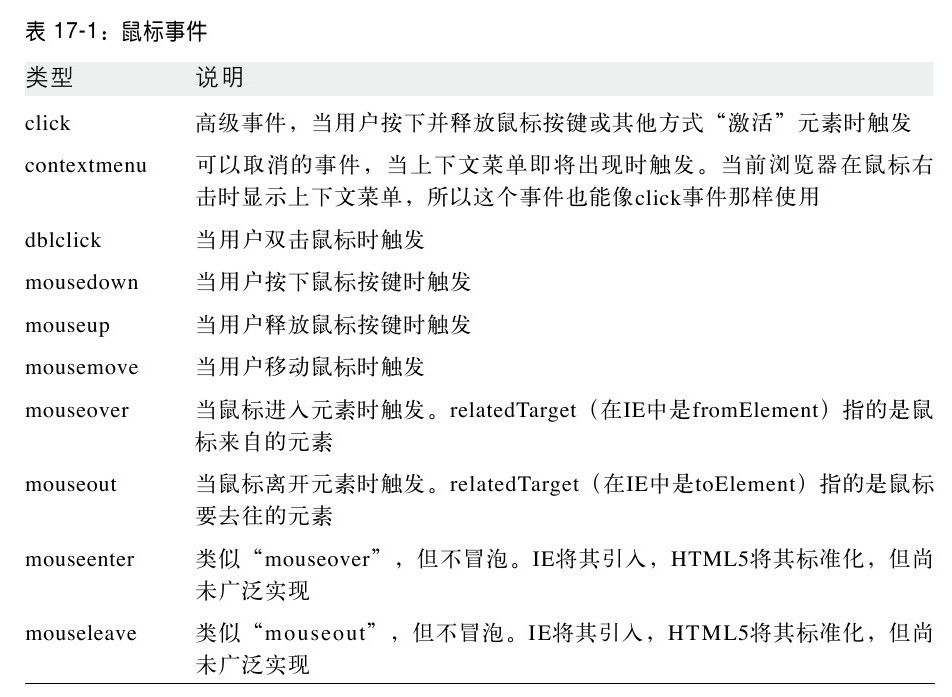 表 17-1：鼠标事件
类型 说明
click 高级事件，当用户按下并释放鼠标按键或其他方式“激活”元素时触发
contextmenu 可以取消的事件，当上下文菜单即将出现时触发。当前浏览器在鼠标右
击时显示上下文菜单，所以这个事件也能像click事件那样使用
dblclick 当用户双击鼠标时触发
mousedown 当用户按下鼠标按键时触发
mouseup 当用户释放鼠标按键时触发
mousemove 当用户移动鼠标时触发
mouseover 当鼠标进入元素时触发。relatedTarget（在IE中是fromElement）指的是鼠
标来自的元素
mouseout 当鼠标离开元素时触发。relatedTarget（在IE中是toElement）指的是鼠标
要去往的元素
mouseenter 类似“mouseover”，但不冒泡。IE将其引入，HTML5将其标准化，但尚
未广泛实现
mouseleave 类似“mouseout”，但不冒泡。IE将其引入，HTML5将其标准化，但尚
未广泛实现